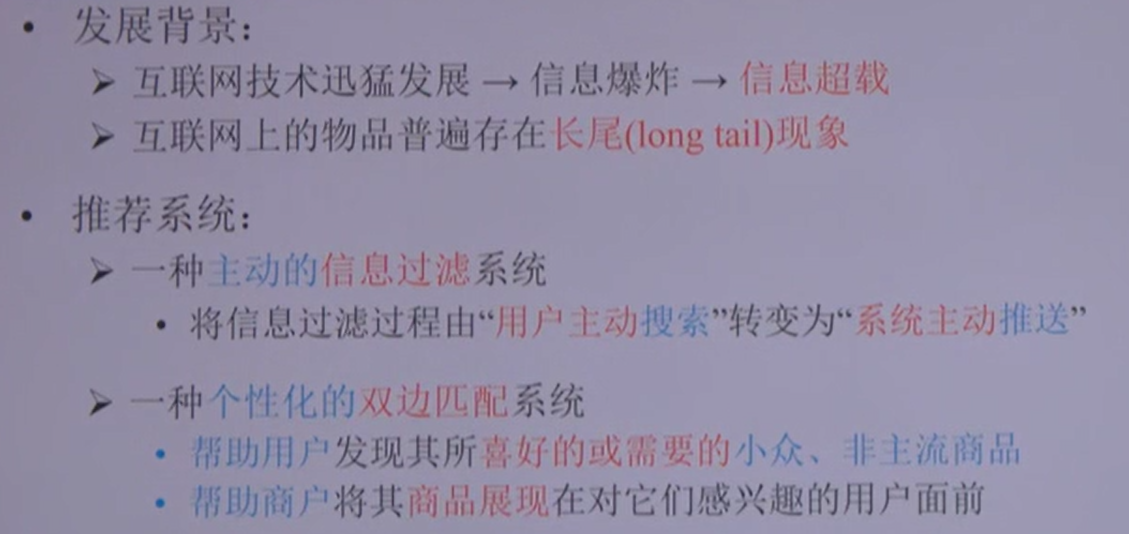 • 发展背景：
➢ 互联网技术迅猛发展 → 信息爆炸 → 信息超载
➢ 互联网上的物品普遍存在长尾(long tail)现象
• 推荐系统：
➢ 一种主动的信息过滤系统
• 将信息过滤过程由“用户主动搜索”转变为“系统主动推送”
➢ 一种个性化的双边匹配系统
• 帮助用户发现其所喜好的或需要的小众、非主流商品
• 帮助商户将其商品展现在对它们感兴趣的用户面前